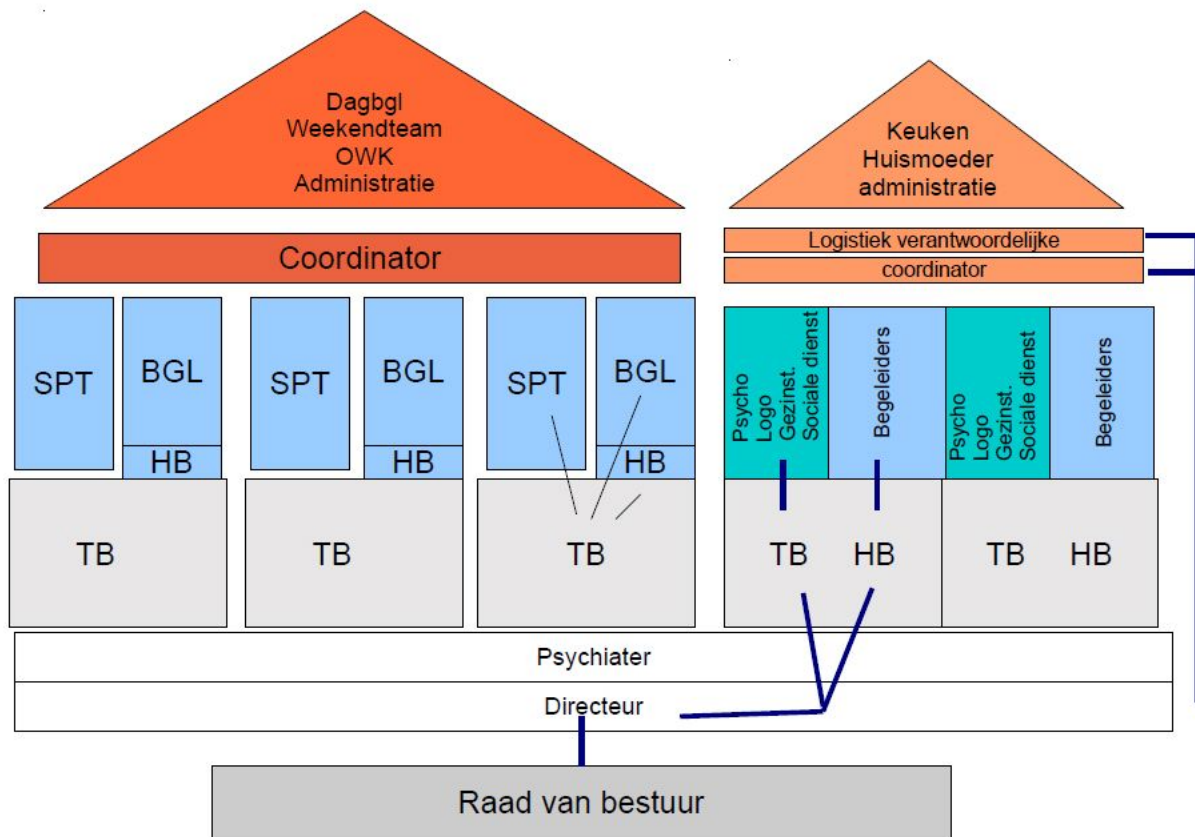 Dagbgl
Weekendteam
OWK
Administratie
Keuken
Huismoeder
administratie
Coordinator
Logistiek verantwoordelijke
coordinator
SPT
BGL
HB
SPT
BGL
HB
SPT
BGL
HB
Psycho
Logo
Gezinst.
Sociale dienst
Begeleiders
Psycho
Logo
Gezinst.
Sociale dienst
Begeleiders
TB
TB
TB
TB HB
TB HB
Psychiater
Directeur
Raad van bestuur